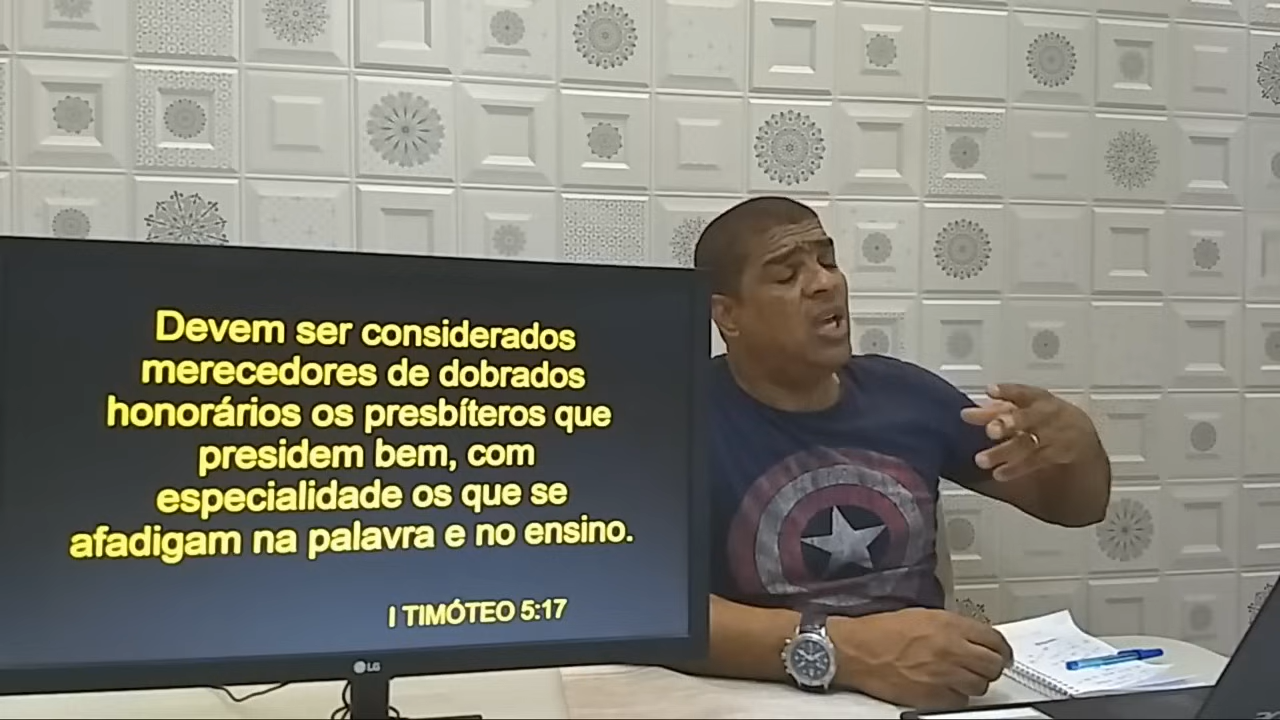 Devem ser considerados
merecedores de dobrados
honorários os presbíteros que
presidem bem, com
especialidade os que se
afadigam na palavra e no ensino.
I TIMÓTEO 5:17
LG